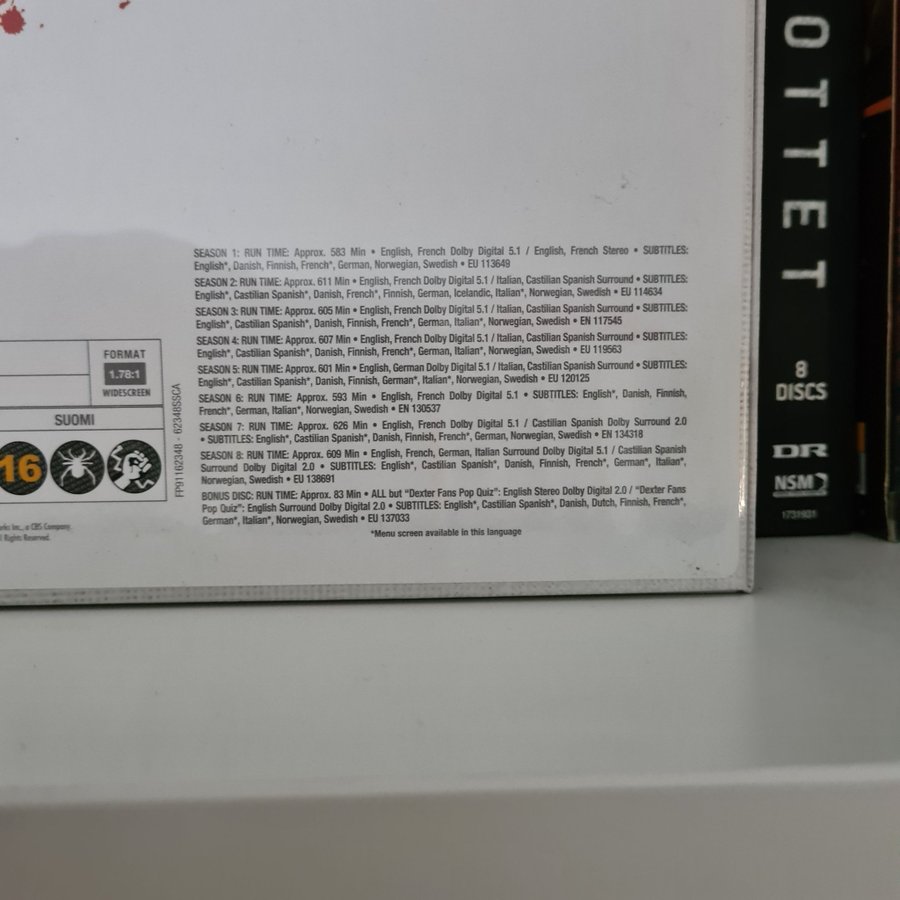 SEASON 1: RUN TIME: Approx. 583 Min • English, French Dolby Digital 5.1 / English, French Stereo • SUBTITLES:
English*, Danish, Finnish, French*, German, Norwegian, Swedish • EU 113649
SEASON 2: RUN TIME: Approx. 611 Min • English, French Dolby Digital 5.1 / Italian, Castilian Spanish Surround • SUBTITLES:
English*, Castilian Spanish*, Danish, French*, Finnish, German, Icelandic, Italian*, Norwegian, Swedish • EU 114634
SEASON 3: RUN TIME: Approx. 605 Min • English, French Dolby Digital 5.1 / Italian, Castilian Spanish Surround • SUBTITLES:
English*, Castilian Spanish*, Danish, Finnish, French*, German, Italian*, Norwegian, Swedish • EN 117545
SEASON 4: RUN TIME: Approx. 607 Min • English, French Dolby Digital 5.1 / Italian, Castilian Spanish Surround • SUBTITLES:
English*, Castilian Spanish*, Danish, Finnish, French*, German, Italian*, Norwegian, Swedish • EU 119563
SEASON 5: RUN TIME: Approx. 601 Min • English, German Dolby Digital 5.1 / Italian, Castilian Spanish Surround • SUBTITLES:
English*, Castilian Spanish*, Danish, Finnish, German*, Italian*, Norwegian, Swedish • EU 120125
SEASON 6: RUN TIME: Approx. 593 Min • English, French Dolby Digital 5.1 • SUBTITLES: English*, Danish, Finnish,
French*, German, Italian*, Norwegian, Swedish • EN 130537
SEASON 7: RUN TIME: Approx. 626 Min • English, French Dolby Digital 5.1 / Castilian Spanish Dolby Surround 2.0
• SUBTITLES: English*, Castilian Spanish*, Danish, Finnish, French*, German, Norwegian, Swedish • EN 134318
SEASON 8: RUN TIME: Approx. 609 Min • English, French, German, Italian Surround Dolby Digital 5.1 / Castilian Spanish
Surround Dolby Digital 2.0 • SUBTITLES: English*, Castilian Spanish*, Danish, Finnish, French*, German*, Italian*,
Norwegian, Swedish • EU 138691
BONUS DISC: RUN TIME: Approx. 83 Min • ALL but "Dexter Fans Pop Quiz": English Stereo Dolby Digital 2.0 / "Dexter Fans
Pop Quiz": English Surround Dolby Digital 2.0 • SUBTITLES: English*, Castilian Spanish*, Danish, Dutch, Finnish, French*,
German*, Italian*, Norwegian, Swedish • EU 137033
*Menu screen available in this language
FORMAT
1.78:1
WIDESCREEN
SUOMI
16
FP91162348 - 62348SSCA
Inc., a CBS Company.
Rights Reserved.
OTTET
8
DISCS
DR
NSM
1731901